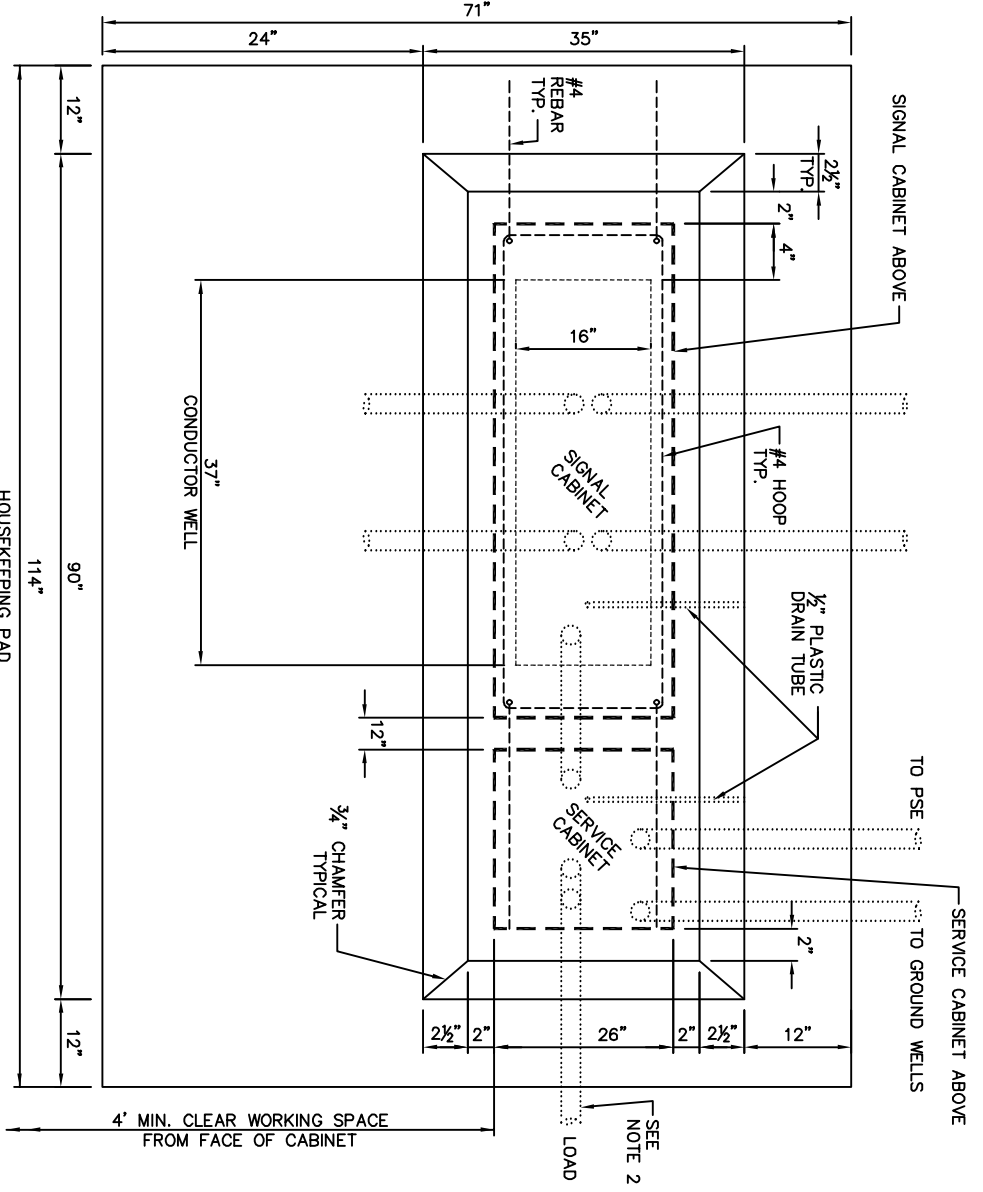 71"
24"
35"
12"
#4
REBAR
TYP.
SIGNAL CABINET ABOVE
2½"
TYP.
2"
4"
16"
#4 HOOP
TYP.
SIGNAL
CABINET
37"
CONDUCTOR WELL
½" PLASTIC
DRAIN TUBE
TO PSE
12"
SERVICE
CABINET
¾" CHAMFER
TYPICAL
SERVICE CABINET ABOVE
TO GROUND WELLS
2"
90"
114"
HOUSEKEEPING PAD
12"
2½"
2"
26"
2"
2½"
12"
4' MIN. CLEAR WORKING SPACE
FROM FACE OF CABINET
SEE
NOTE 2
LOAD